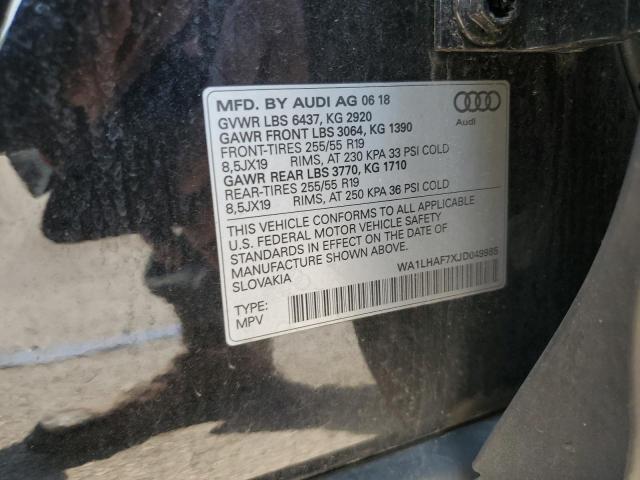 MFD. BY AUDI AG 06 18
GVWR LBS 6437, KG 2920
GAWR FRONT LBS 3064, KG 1390
FRONT-TIRES 255/55 R19
8,5JX19 RIMS, AT 230 KPA 33 PSI COLD
GAWR REAR LBS 3770, KG 1710
REAR-TIRES 255/55 R19
8,5JX19 RIMS, AT 250 KPA 36 PSI COLD
Audi
THIS VEHICLE CONFORMS TO ALL APPLICABLE
U.S. FEDERAL MOTOR VEHICLE SAFETY
STANDARDS IN EFFECT ON THE DATE OF
MANUFACTURE SHOWN ABOVE.
SLOVAKIA
WA1LHAF7XJD049985
TYPE:
MPV